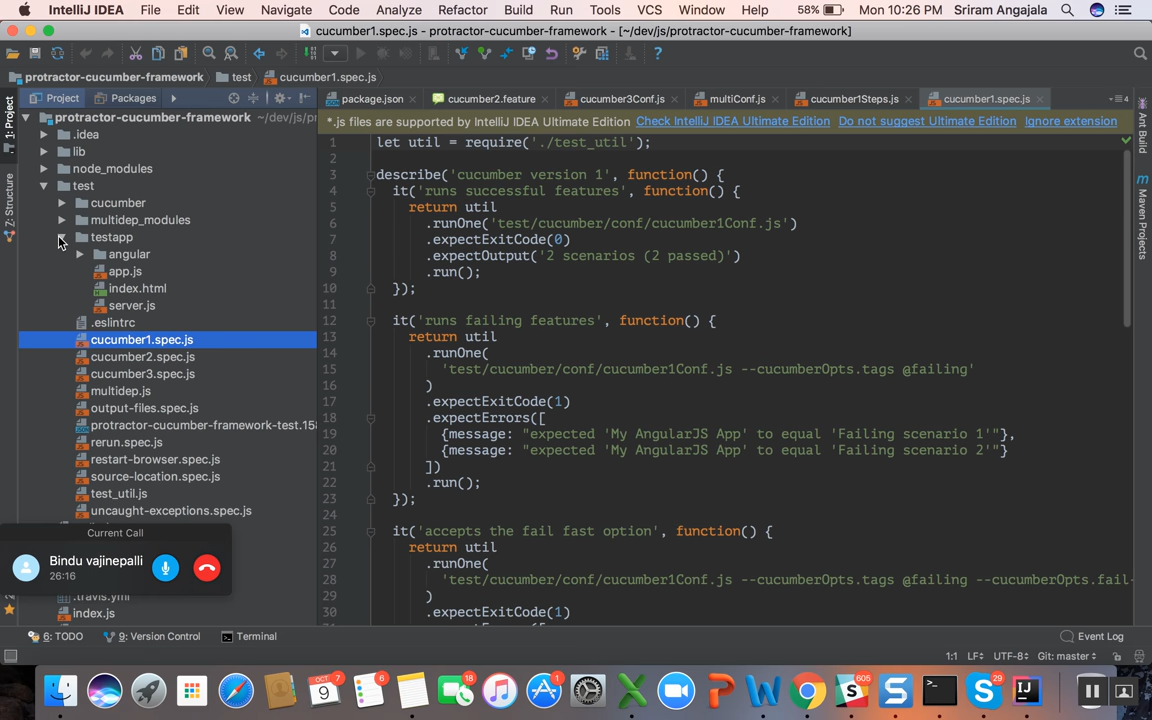 IntelliJ IDEA File Edit View Navigate Code Analyze Refactor Build Run Tools VCS Window Help 58% Mon 10:26 PM Sriram Angajala
cucumber1.spec.js - protractor-cucumber-framework - [~/dev/js/protractor-cucumber-framework]
protractor-cucumber-framework test cucumber1.spec.js
Project Packages package.json cucumber2.feature cucumber3Conf.js multiConf.js cucumber1Steps.js cucumber1.spec.js 4
*.js files are supported by IntelliJ IDEA Ultimate Edition Check IntelliJ IDEA Ultimate Edition Do not suggest Ultimate Edition Ignore extension
1: Project
Z: Structure
Ant Build
Maven Projects
protractor-cucumber-framework ~/dev/js/pr
.idea
lib
node_modules
test
cucumber
multidep_modules
testapp
angular
app.js
index.html
server.js
.eslintrc
cucumber1.spec.js
cucumber2.spec.js
cucumber3.spec.js
multidep.js
output-files.spec.js
protractor-cucumber-framework-test.15
rerun.spec.js
restart-browser.spec.js
source-location.spec.js
test_util.js
uncaught-exceptions.spec.js
.travis.yml
index.js
1 let util = require('./test_util');
2
3 describe('cucumber version 1', function() {
4 it('runs successful features', function() {
5 return util
6 .runOne('test/cucumber/conf/cucumber1Conf.js')
7 .expectExitCode(0)
8 .expectOutput('2 scenarios (2 passed)')
9 .run();
10 });
11
12 it('runs failing features', function() {
13 return util
14 .runOne(
15 'test/cucumber/conf/cucumber1Conf.js --cucumberOpts.tags @failing'
16 )
17 .expectExitCode(1)
18 .expectErrors([
19 {message: "expected 'My AngularJS App' to equal 'Failing scenario 1'"},
20 {message: "expected 'My AngularJS App' to equal 'Failing scenario 2'"}
21 ])
22 .run();
23 });
24
25 it('accepts the fail fast option', function() {
26 return util
27 .runOne(
28 'test/cucumber/conf/cucumber1Conf.js --cucumberOpts.tags @failing --cucumberOpts.fail-
29 )
30 .expectExitCode(1)
Current Call
Bindu vajinepalli
26:16
6: TODO 9: Version Control Terminal Event Log
1:1 LF UTF-8 Git: master
OCT 9 7 6 18 1 605 29